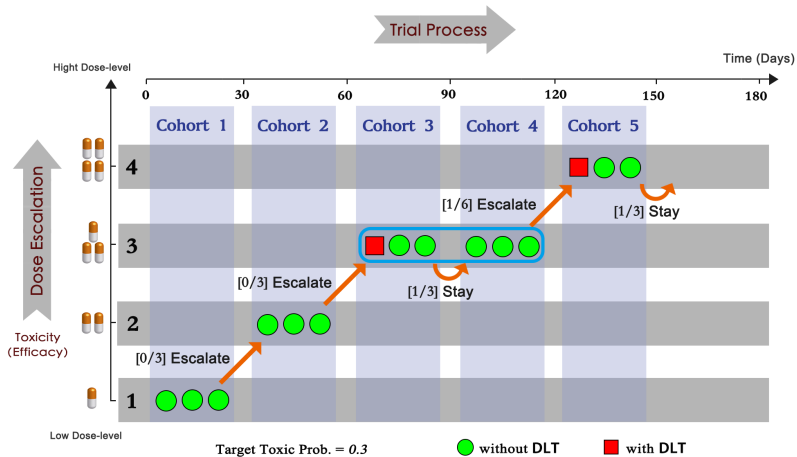 Trial Process
Hight Dose-level
Time (Days)
0 30 60 90 120 150 180
Cohort 1 Cohort 2 Cohort 3 Cohort 4 Cohort 5
4
[1/6] Escalate
[1/3] Stay
Dose Escalation
3
[0/3] Escalate
[1/3] Stay
2
Toxicity
(Efficacy)
[0/3] Escalate
1
Low Dose-level
Target Toxic Prob. = 0.3
without DLT
with DLT